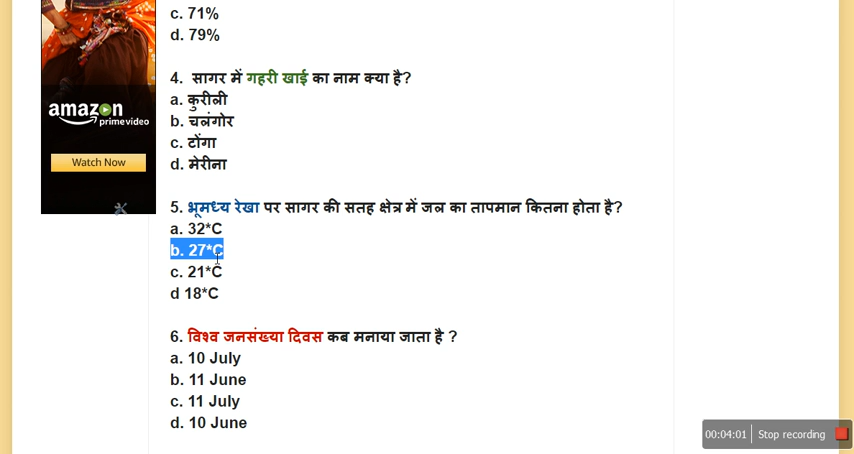 c. 71%
d. 79%
4. सागर में गहरी खाई का नाम क्या है?
a. कुरीली
b. चलंगोर
c. टोंगा
d. मेरीना
amazon
prime video
Watch Now
5. भूमध्य रेखा पर सागर की सतह क्षेत्र में जल का तापमान कितना होता है?
a. 32*C
b. 27*C
c. 21*C
d 18*C
6. विश्व जनसंख्या दिवस कब मनाया जाता है ?
a. 10 July
b. 11 June
c. 11 July
d. 10 June
00:04:01 Stop recording